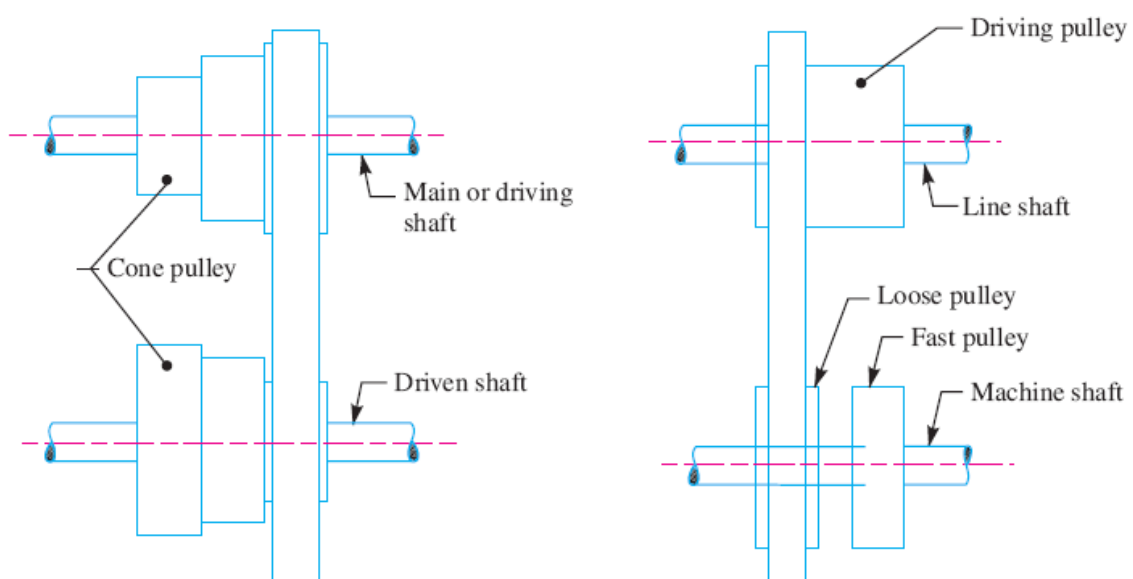 Main or driving
shaft
Cone pulley
Driven shaft
Driving pulley
Line shaft
Loose pulley
Fast pulley
Machine shaft